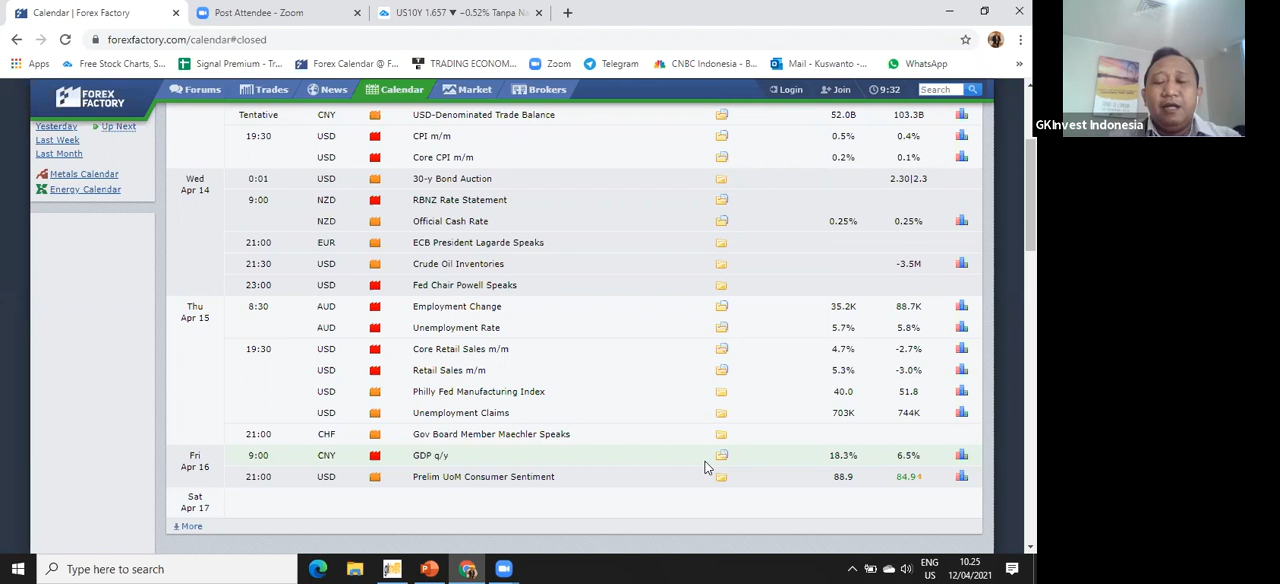 Calendar | Forex Factory
Post Attendee - Zoom
US10Y 1.657 ▼ −0.52% Tanpa Na
forexfactory.com/calendar#closed
Apps
Free Stock Charts, S...
Signal Premium - Tr...
Forex Calendar @ F...
TRADING ECONOM...
Zoom
Telegram
CNBC Indonesia - B...
Mail - Kuswanto -...
WhatsApp
»
FOREX FACTORY
Forums
Trades
News
Calendar
Market
Brokers
Login
Join
9:32
Search
Yesterday
Up Next
Last Week
Last Month
Metals Calendar
Energy Calendar
Tentative CNY USD-Denominated Trade Balance 52.0B 103.3B
19:30 USD CPI m/m 0.5% 0.4%
USD Core CPI m/m 0.2% 0.1%
Wed Apr 14 0:01 USD 30-y Bond Auction 2.30|2.3
9:00 NZD RBNZ Rate Statement
NZD Official Cash Rate 0.25% 0.25%
21:00 EUR ECB President Lagarde Speaks
21:30 USD Crude Oil Inventories -3.5M
23:00 USD Fed Chair Powell Speaks
Thu Apr 15 8:30 AUD Employment Change 35.2K 88.7K
AUD Unemployment Rate 5.7% 5.8%
19:30 USD Core Retail Sales m/m 4.7% -2.7%
USD Retail Sales m/m 5.3% -3.0%
USD Philly Fed Manufacturing Index 40.0 51.8
USD Unemployment Claims 703K 744K
21:00 CHF Gov Board Member Maechler Speaks
Fri Apr 16 9:00 CNY GDP q/y 18.3% 6.5%
21:00 USD Prelim UoM Consumer Sentiment 88.9 84.9
Sat Apr 17
More
GKInvest Indonesia
Type here to search
ENG
US
10.25
12/04/2021